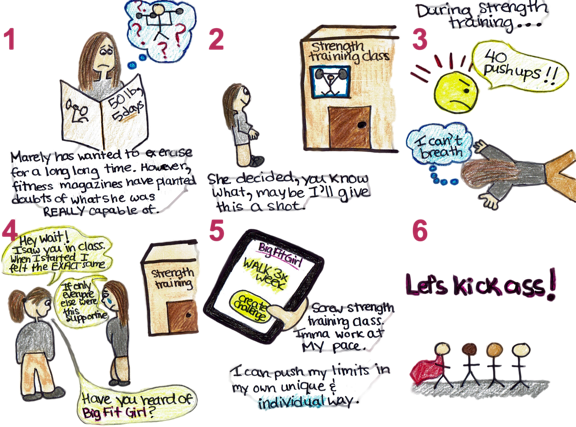 1
? ? ? ?
50 lbs
5 days
Marely has wanted to exercise
for a long long time. However,
fitness magazines have planted
doubts of what she was
REALLY capable of.
2
Strength
training class
She decided, you know
what, maybe I'll give
this a shot.
During strength
training...
3
40
pushups!!
I can't
breath
4
Hey wait!
I saw you in class.
When I started I
felt the EXACT same
If only
everyone
else were
this
supportive
Strength
training
Have you heard of
Big Fit Girl?
5
Big Fit Girl
WALK 3x
WEEK
Create
challenge
Screw strength
training class.
Imma work at
MY pace.
I can push my limits in
my own unique &
individual way.
6
Let's kick ass!